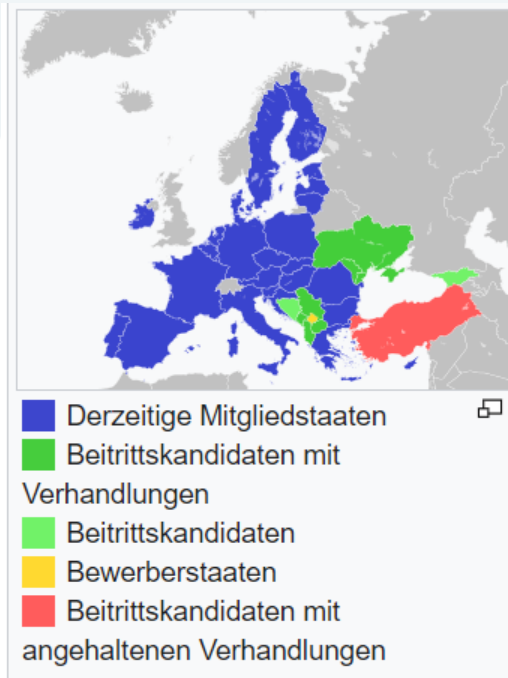 Derzeitige Mitgliedstaaten
Beitrittskandidaten mit
Verhandlungen
Beitrittskandidaten
Bewerberstaaten
Beitrittskandidaten mit
angehaltenen Verhandlungen